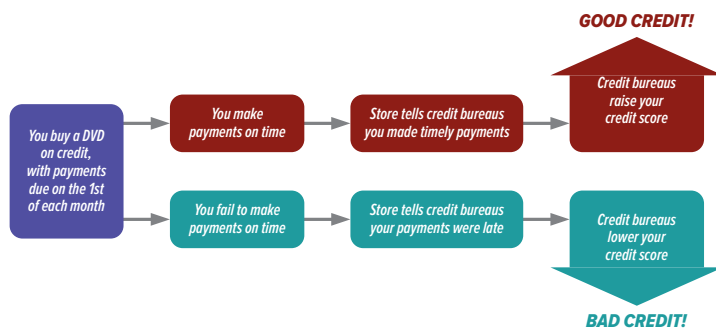 GOOD CREDIT!
You buy a DVD
on credit,
with payments
due on the 1st
of each month
You make
payments on time
Store tells credit bureaus
you made timely payments
Credit bureaus
raise your
credit score
You fail to make
payments on time
Store tells credit bureaus
your payments were late
Credit bureaus
lower your
credit score
BAD CREDIT!